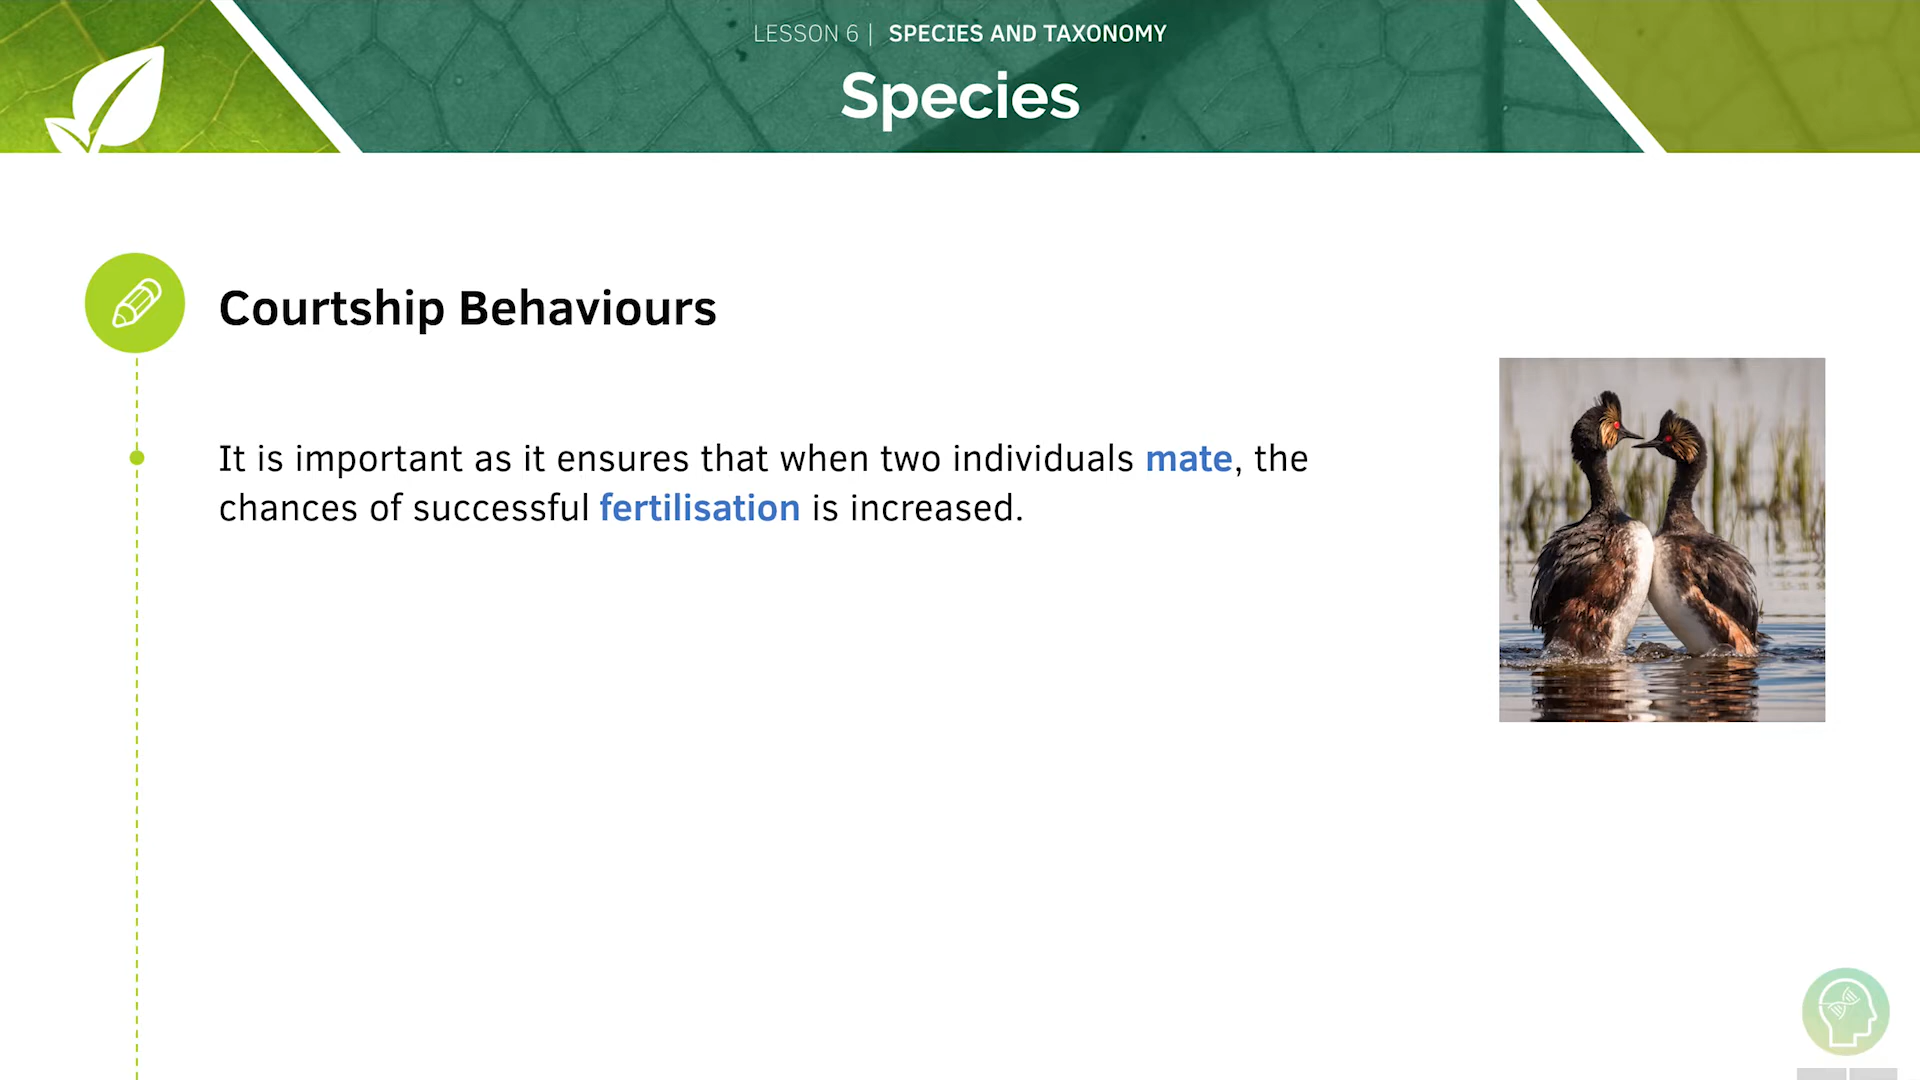 LESSON 6 | SPECIES AND TAXONOMY
Species
Courtship Behaviours
It is important as it ensures that when two individuals mate, the
chances of successful fertilisation is increased.